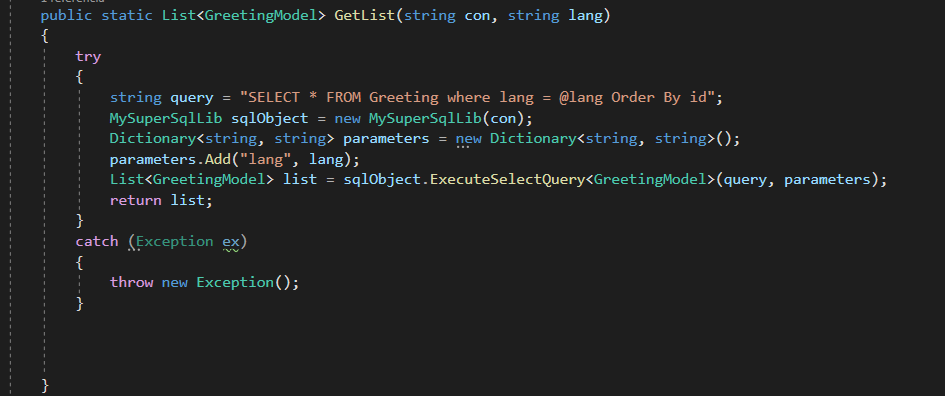 public static List<GreetingModel> GetList(string con, string lang)
{
try
{
string query = "SELECT * FROM Greeting where lang = @lang Order By id";
MySuperSqlLib sqlObject = new MySuperSqlLib(con);
Dictionary<string, string> parameters = new Dictionary<string, string>();
parameters.Add("lang", lang);
List<GreetingModel> list = sqlObject.ExecuteSelectQuery<GreetingModel>(query, parameters);
return list;
}
catch (Exception ex)
{
throw new Exception();
}
}